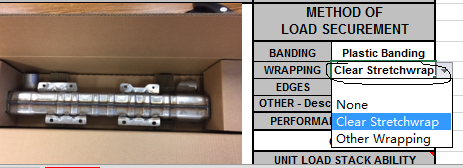 METHOD OF
LOAD SECUREMENT
BANDING Plastic Banding
WRAPPING Clear Stretchwrap
EDGES
OTHER - Desc
None
Clear Stretchwrap
PERFORMA
Other Wrapping
UNIT LOAD STACK ABILITY